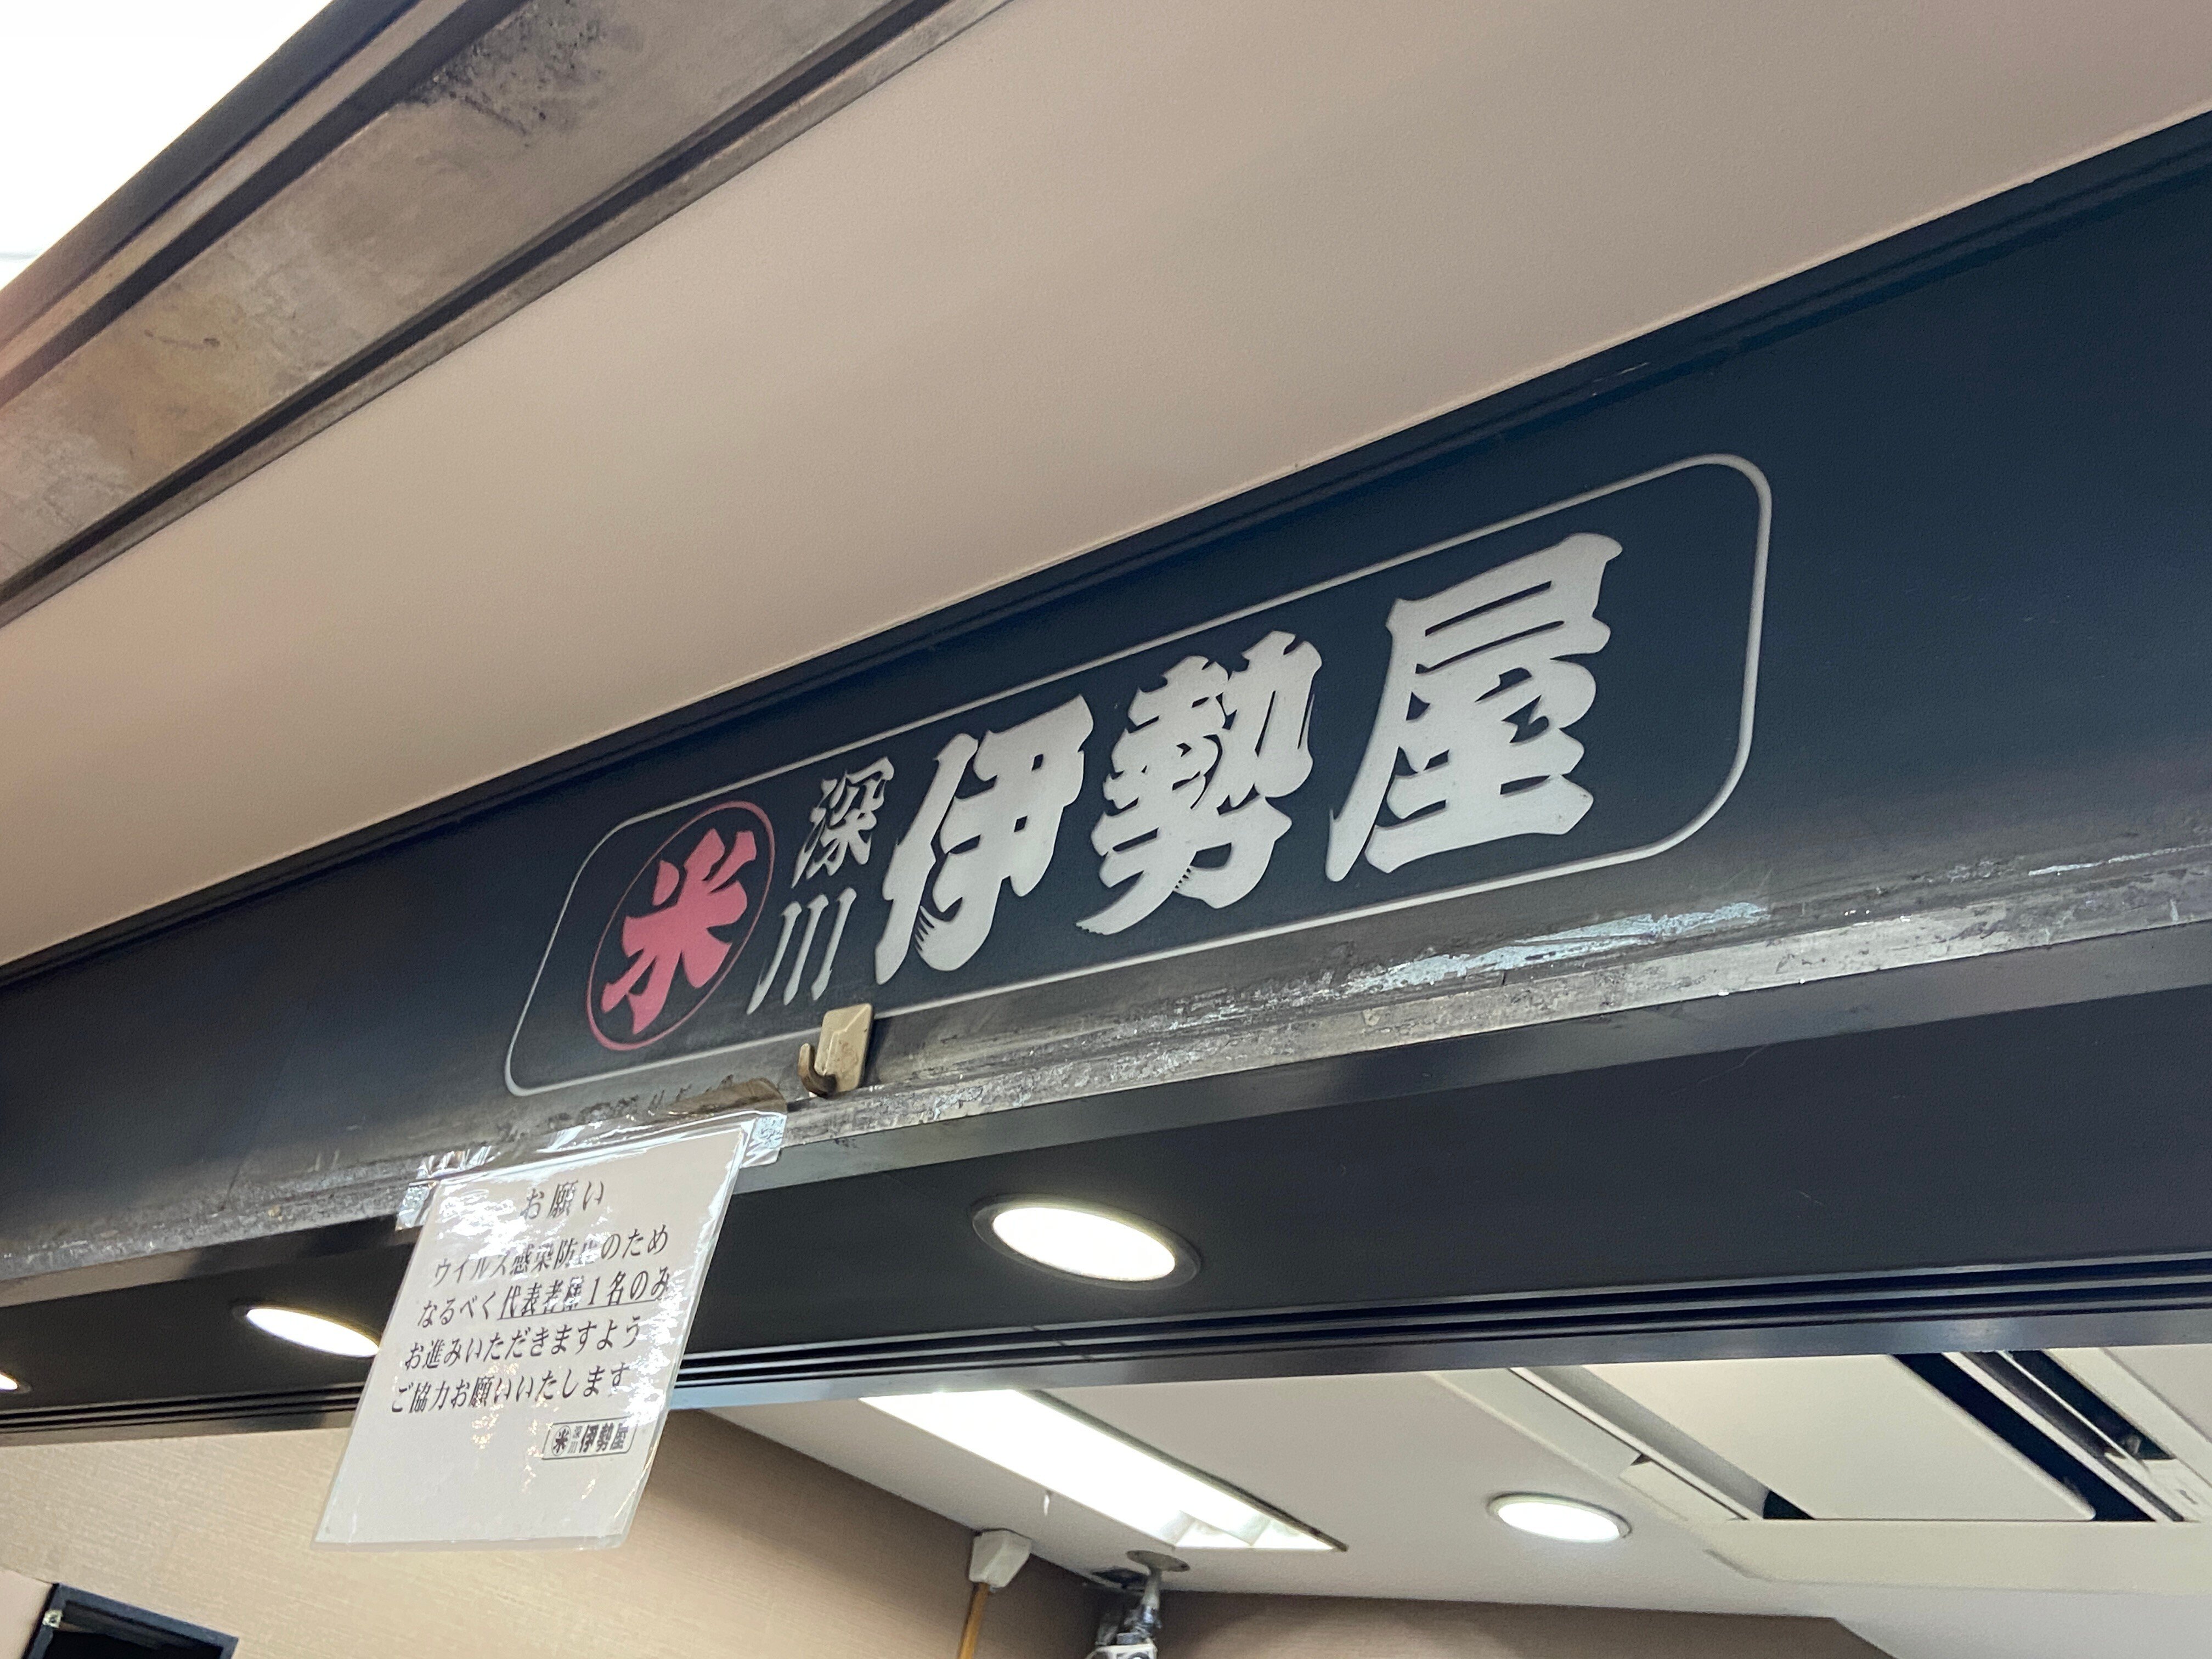 米 深川 伊勢屋
お願い
ウイルス感染防止のため
なるべく代表者様1名のみ
お進みいただきますよう
ご協力お願いいたします
米 深川 伊勢屋